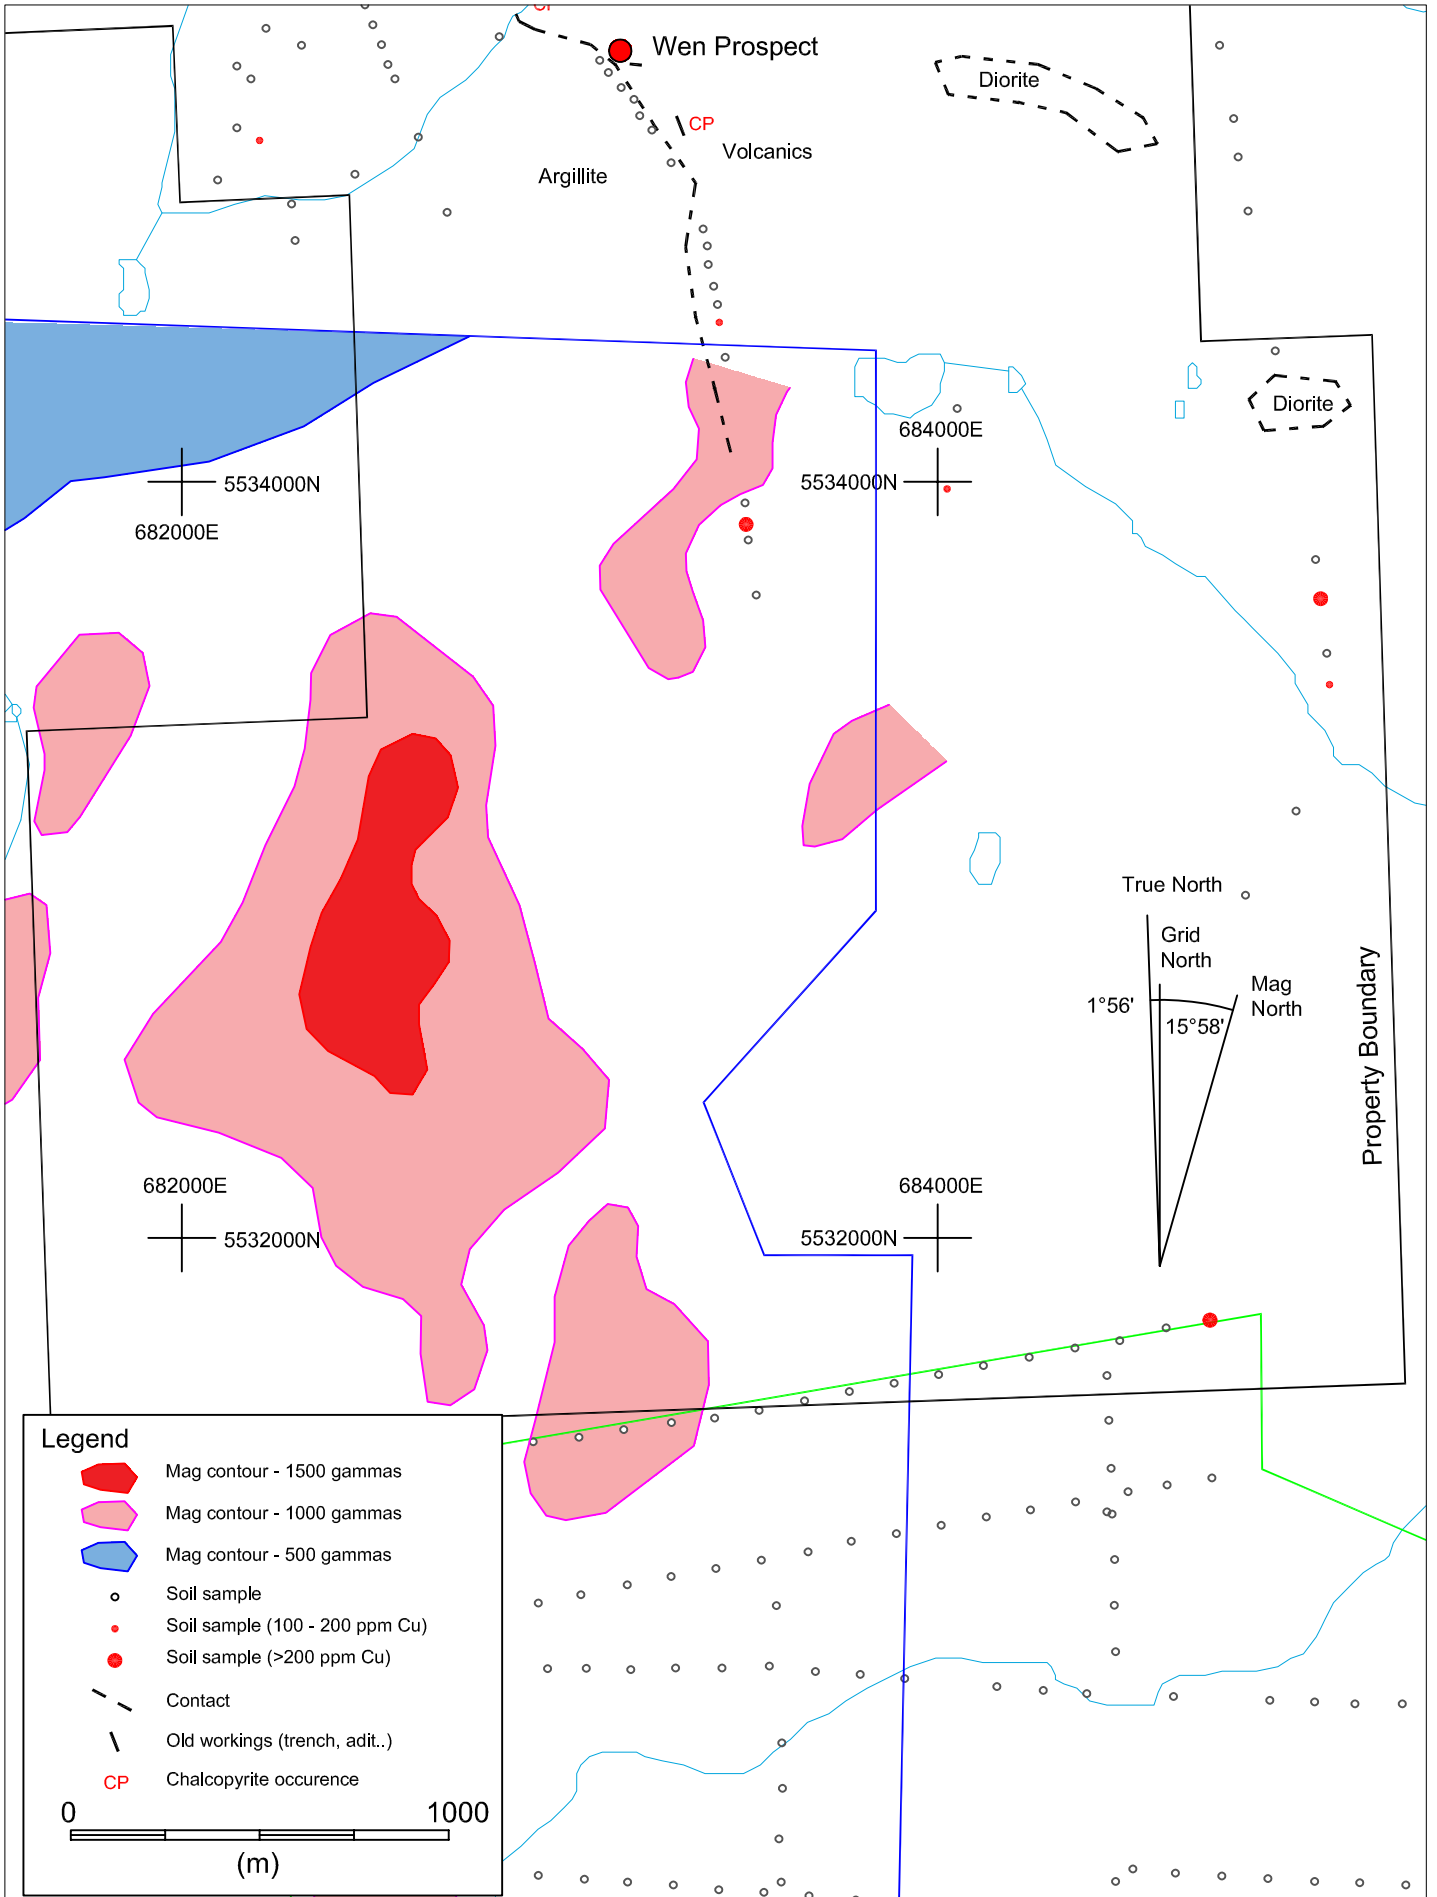 CP
Wen Prospect
Diorite
CP
Volcanics
Argillite
Diorite
684000E
5534000N
5534000N
682000E
True North
Grid
North
Mag
North
1°56'
15°58'
Property Boundary
682000E
684000E
5532000N
5532000N
Legend
Mag contour - 1500 gammas
Mag contour - 1000 gammas
Mag contour - 500 gammas
Soil sample
Soil sample (100 - 200 ppm Cu)
Soil sample (>200 ppm Cu)
Contact
Old workings (trench, adit..)
CP Chalcopyrite occurence
0 1000
(m)